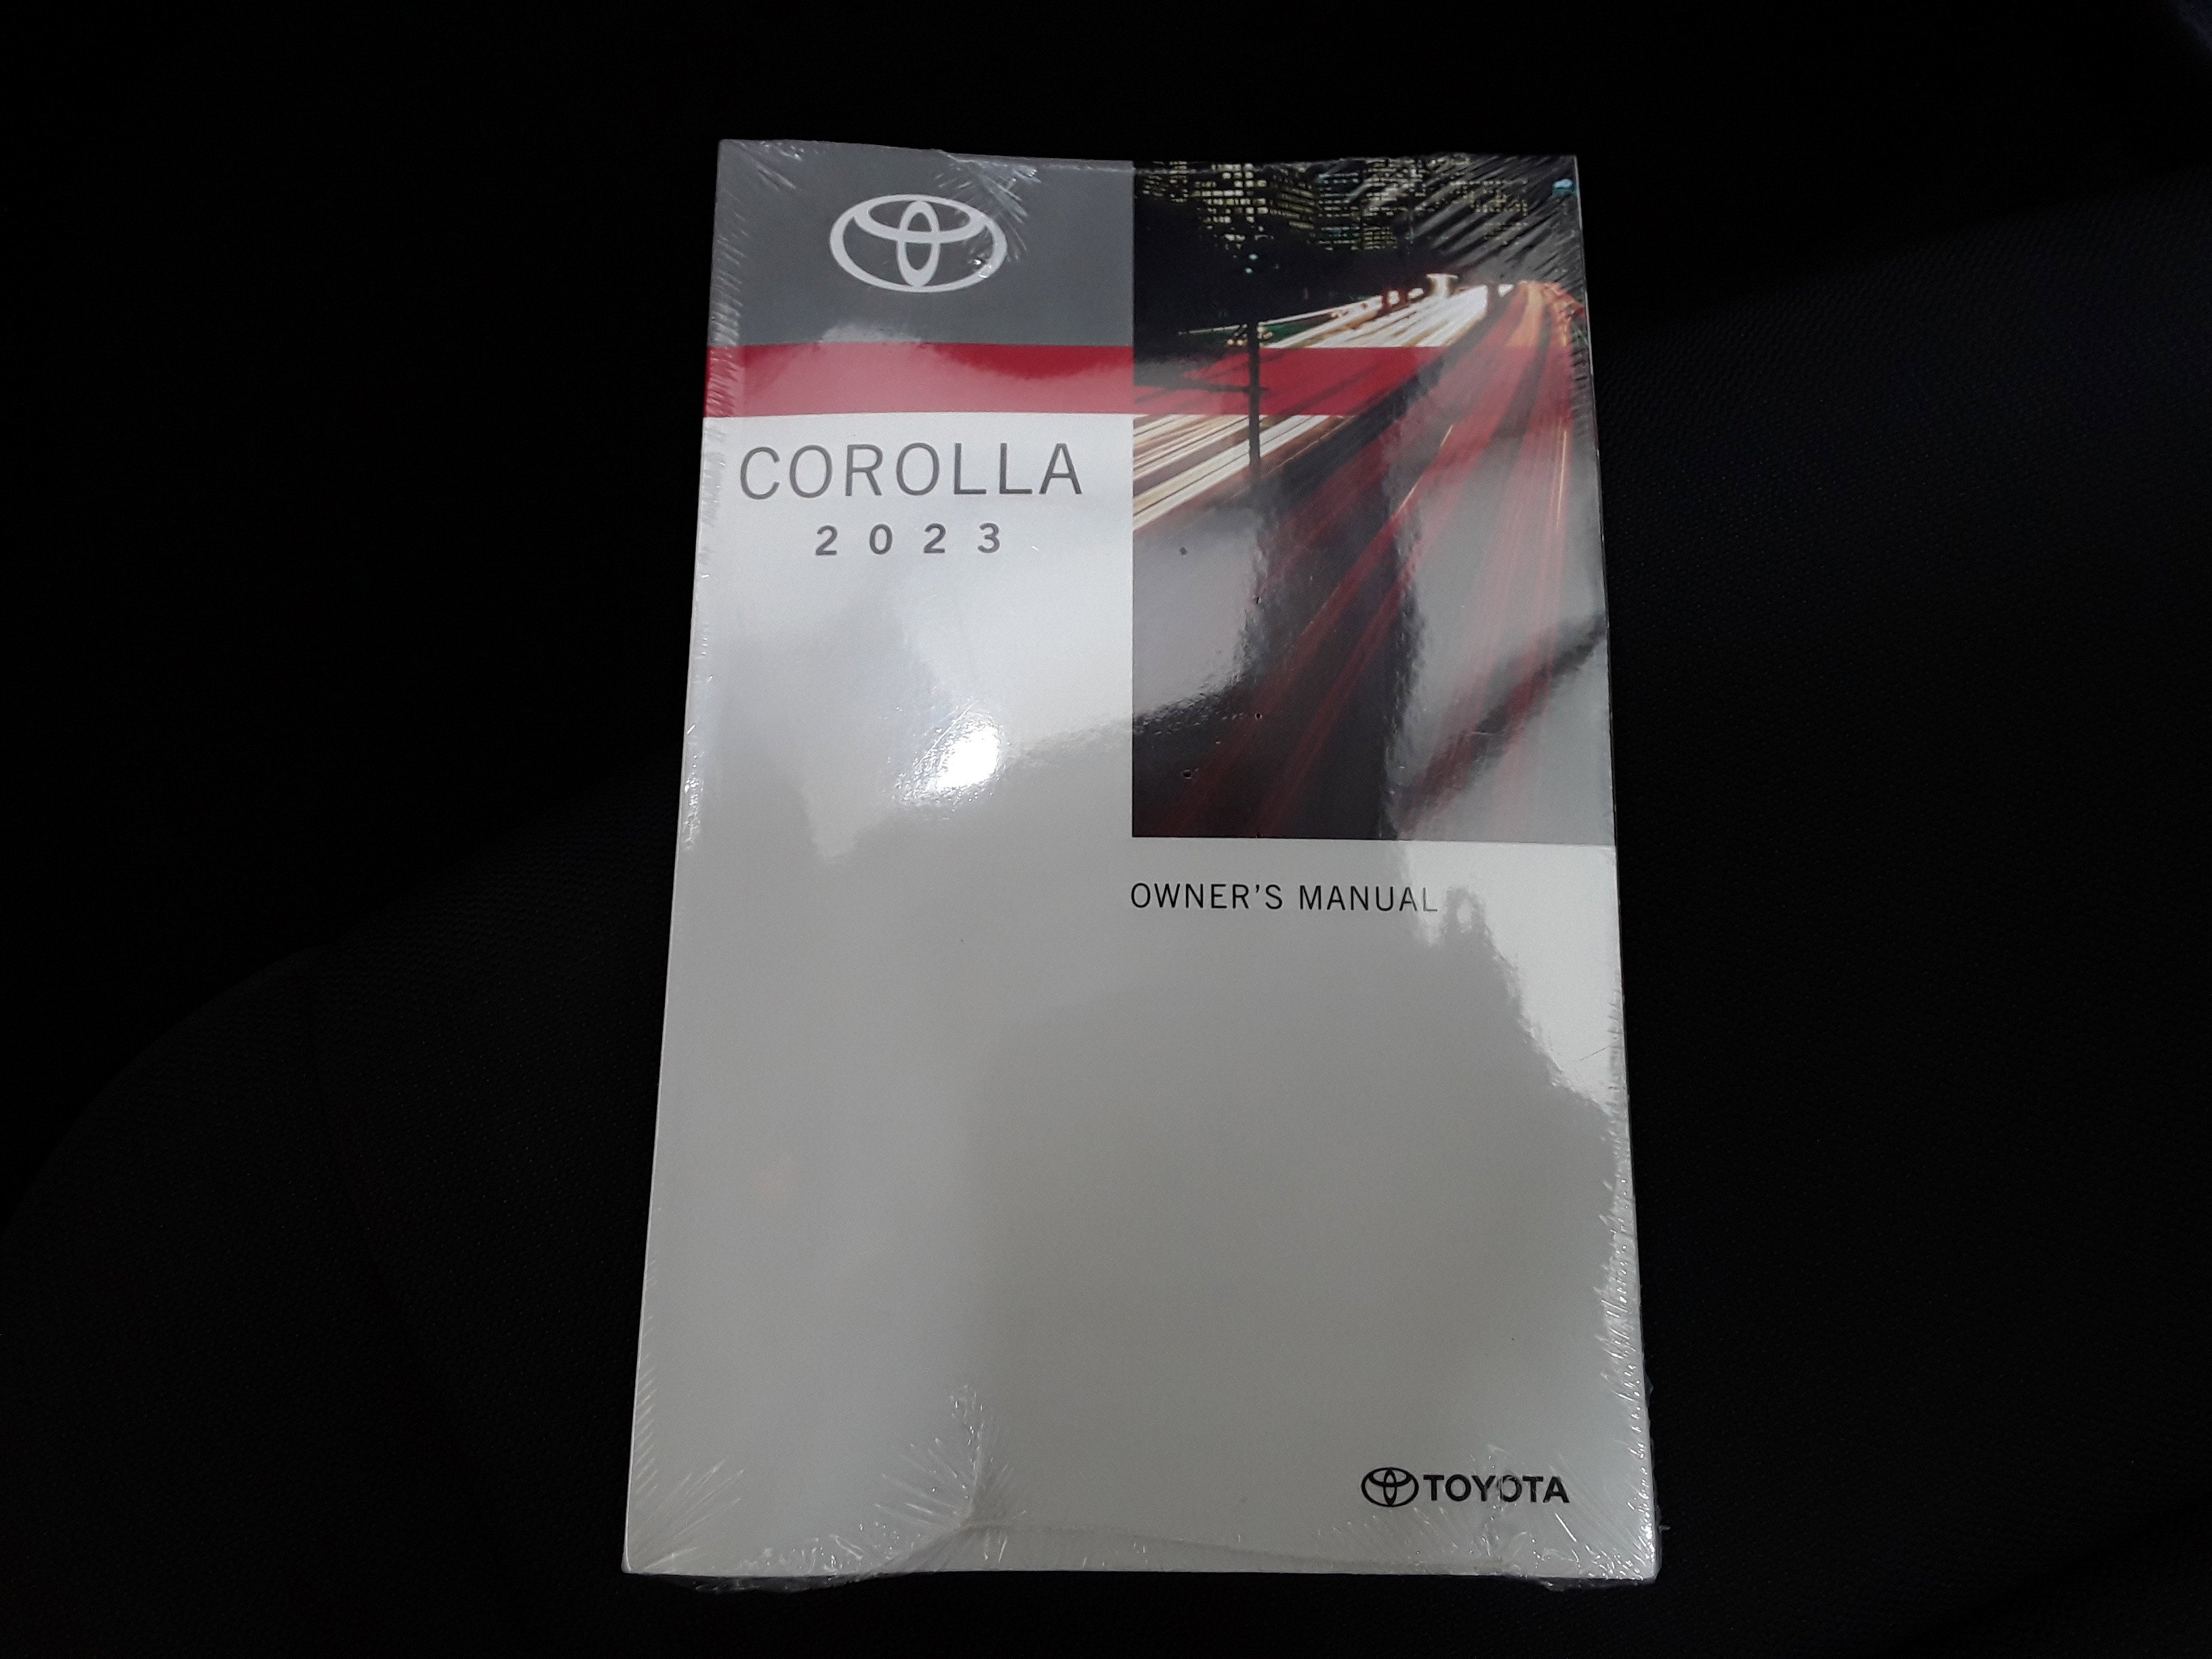 COROLLA
2023
OWNER'S MANUAL
TOYOTA